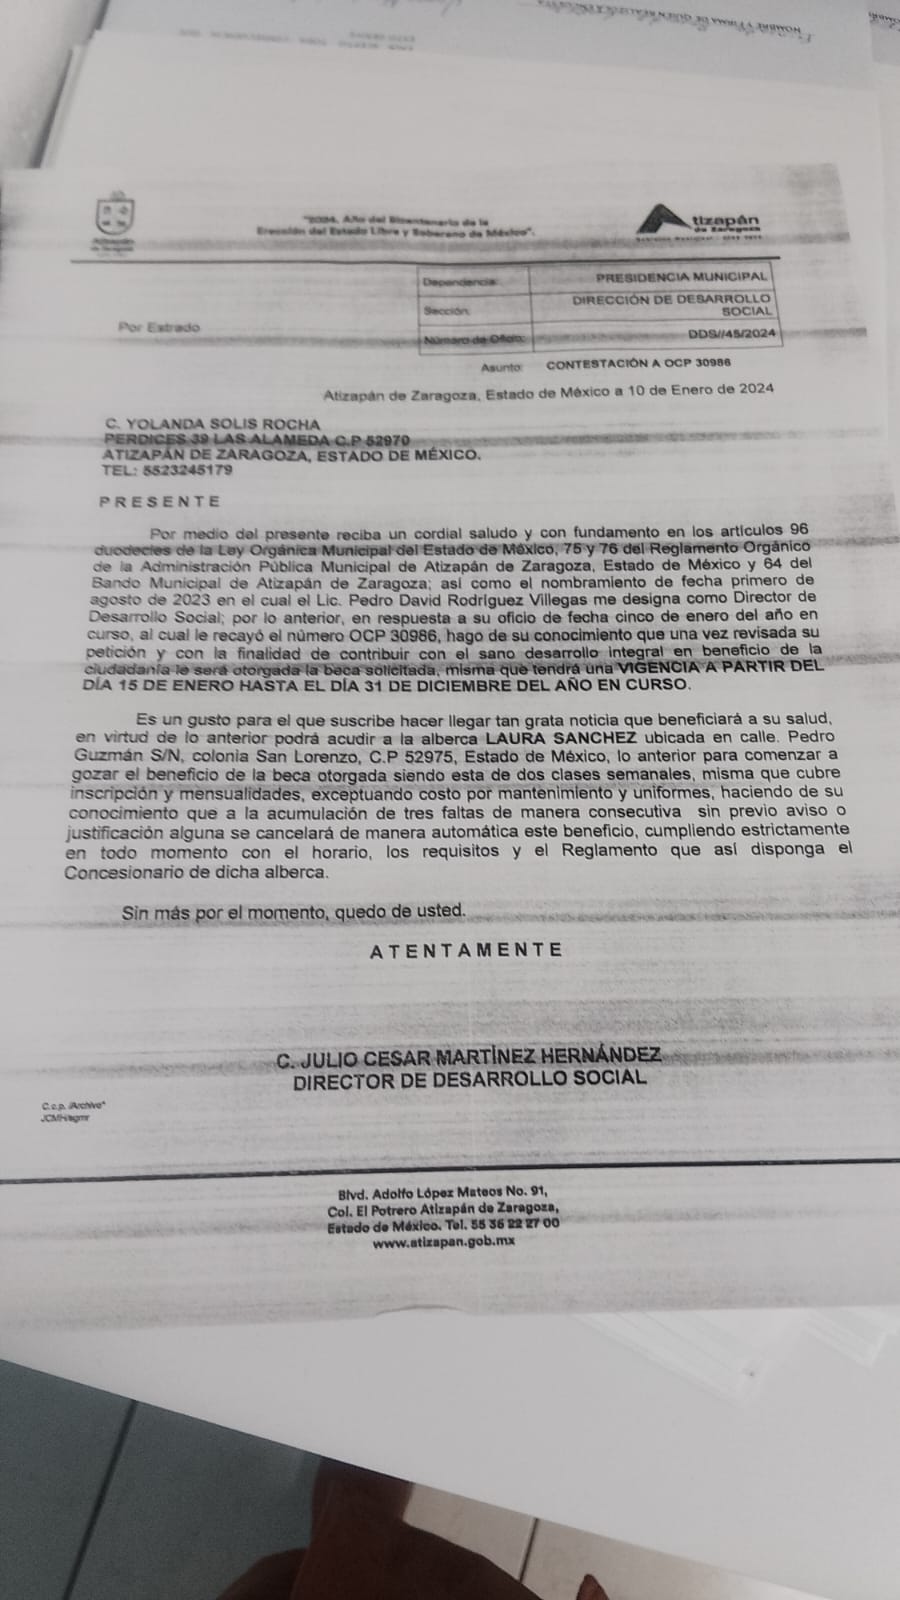 NOMBRE Y FIRMA DE QUIEN
"2024. Año del Bicentenario de la
Erección del Estado Libre y Soberano de México".
tizapán
de Zaragoza
Dependencia: PRESIDENCIA MUNICIPAL
Sección: DIRECCIÓN DE DESARROLLO
SOCIAL
Por Estrado
Número de Oficio: DDS//45/2024
Asunto: CONTESTACIÓN A OCP 30986
Atizapán de Zaragoza, Estado de México a 10 de Enero de 2024
C. YOLANDA SOLIS ROCHA
PERDICES 39 LAS ALAMEDA C.P 52970
ATIZAPÁN DE ZARAGOZA, ESTADO DE MÉXICO.
TEL: 5523245179
P R E S E N T E
Por medio del presente reciba un cordial saludo y con fundamento en los artículos 96
duodecies de la Ley Orgánica Municipal del Estado de México, 75 y 76 del Reglamento Orgánico
de la Administración Pública Municipal de Atizapán de Zaragoza, Estado de México y 64 del
Bando Municipal de Atizapán de Zaragoza; así como el nombramiento de fecha primero de
agosto de 2023 en el cual el Lic. Pedro David Rodríguez Villegas me designa como Director de
Desarrollo Social; por lo anterior, en respuesta a su oficio de fecha cinco de enero del año en
curso, al cual le recayó el número OCP 30986, hago de su conocimiento que una vez revisada su
petición y con la finalidad de contribuir con el sano desarrollo integral en beneficio de la
ciudadanía le será otorgada la beca solicitada, misma que tendrá una VIGENCIA A PARTIR DEL
DÍA 15 DE ENERO HASTA EL DÍA 31 DE DICIEMBRE DEL AÑO EN CURSO.
Es un gusto para el que suscribe hacer llegar tan grata noticia que beneficiará a su salud,
en virtud de lo anterior podrá acudir a la alberca LAURA SANCHEZ ubicada en calle. Pedro
Guzmán S/N, colonia San Lorenzo, C.P 52975, Estado de México, lo anterior para comenzar a
gozar el beneficio de la beca otorgada siendo esta de dos clases semanales, misma que cubre
inscripción y mensualidades, exceptuando costo por mantenimiento y uniformes, haciendo de su
conocimiento que a la acumulación de tres faltas de manera consecutiva sin previo aviso o
justificación alguna se cancelará de manera automática este beneficio, cumpliendo estrictamente
en todo momento con el horario, los requisitos y el Reglamento que así disponga el
Concesionario de dicha alberca.
Sin más por el momento, quedo de usted.
A T E N T A M E N T E
C. JULIO CESAR MARTÍNEZ HERNÁNDEZ
DIRECTOR DE DESARROLLO SOCIAL
C.c.p. /Archivo*
JCMH/agmr
Blvd. Adolfo López Mateos No. 91,
Col. El Potrero Atizapán de Zaragoza,
Estado de México. Tel. 55 36 22 27 00
www.atizapan.gob.mx